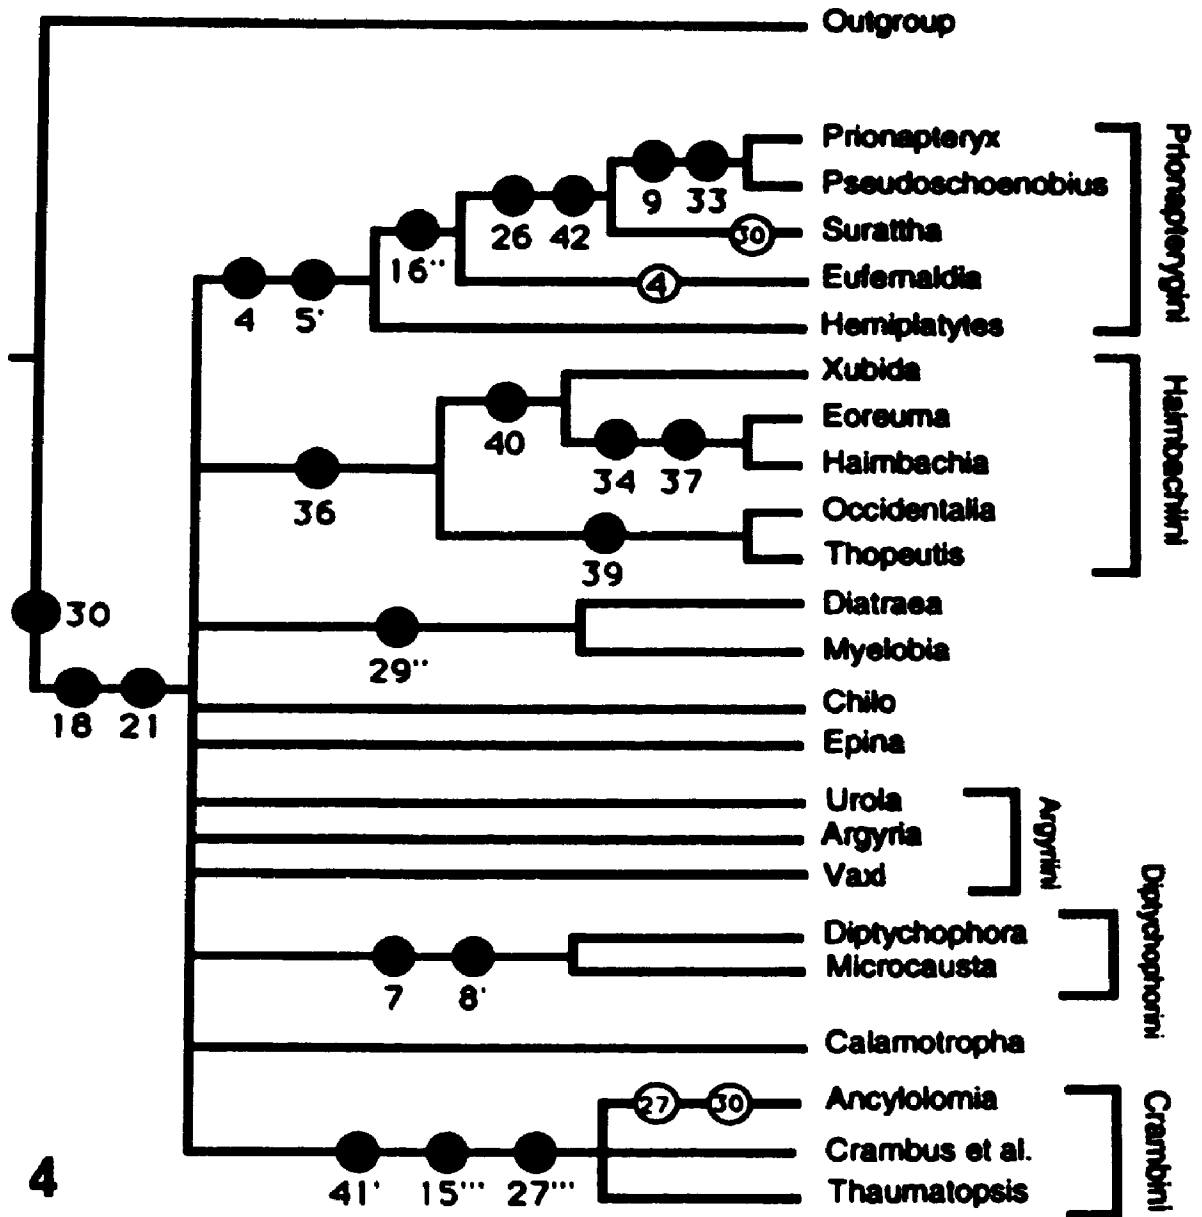 Outgroup
Prionapteryx
Pseudoschoenobius
9 33
26 42
30 Surattha
16''
4 Eufernaldia
4 5'
Hemiplatytes
Prionapterygini
Xubida
40
Eoreuma
34 37
Haimbachia
36
Occidentalia
39
Thopeutis
Haimbachiini
30
Diatraea
29''
Myelobia
18 21
Chilo
Epina
Urola
Argyria
Vaxi
Argyriini
Diptychophora
Microcausta
7 8'
Diptychophorini
Calamotropha
27 30 Ancylolomia
Crambus et al.
41' 15''' 27'''
Thaumatopsis
Crambini
4